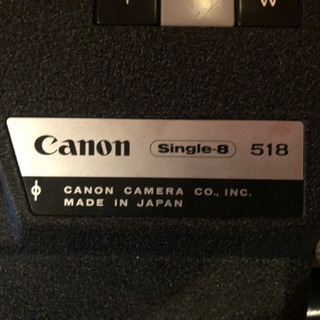 W
Canon Single-8 518
CANON CAMERA CO., INC.
MADE IN JAPAN